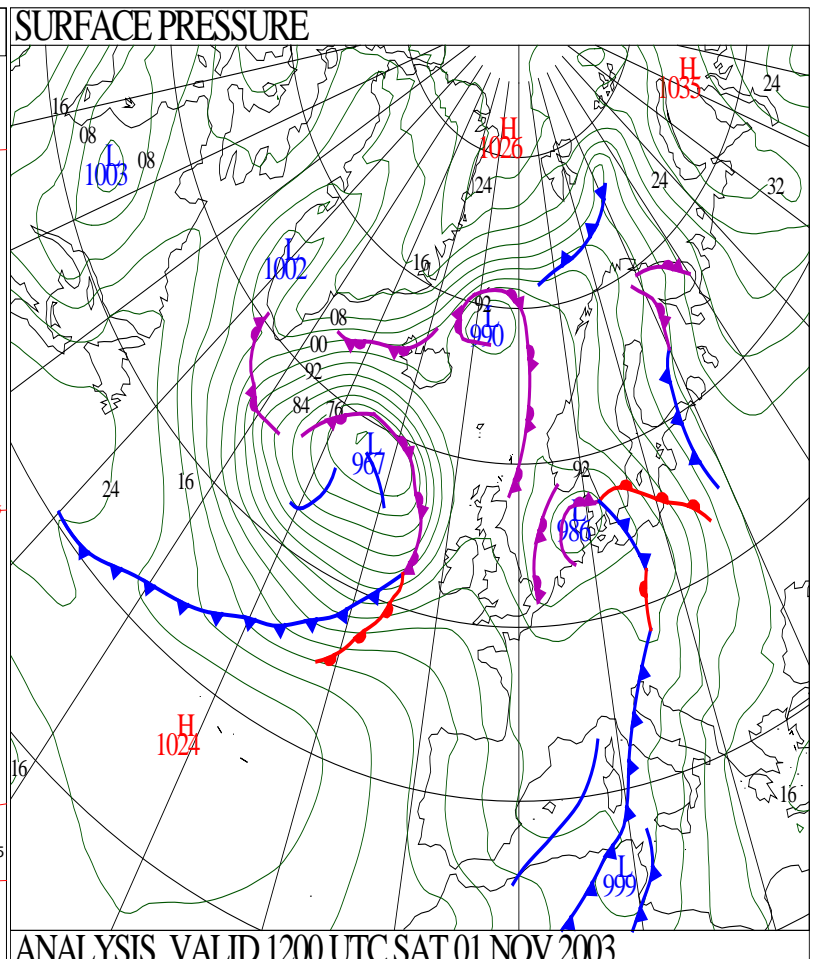 SURFACE PRESSURE
H
1035
24
16
08
L
1003
08
H
1026
24
24
32
L
1002
16
08
00
92
84
76
92
L
990
L
967
24
16
92
L
986
H
1024
16
16
L
999
ANALYSIS VALID 1200 UTC SAT 01 NOV 2003